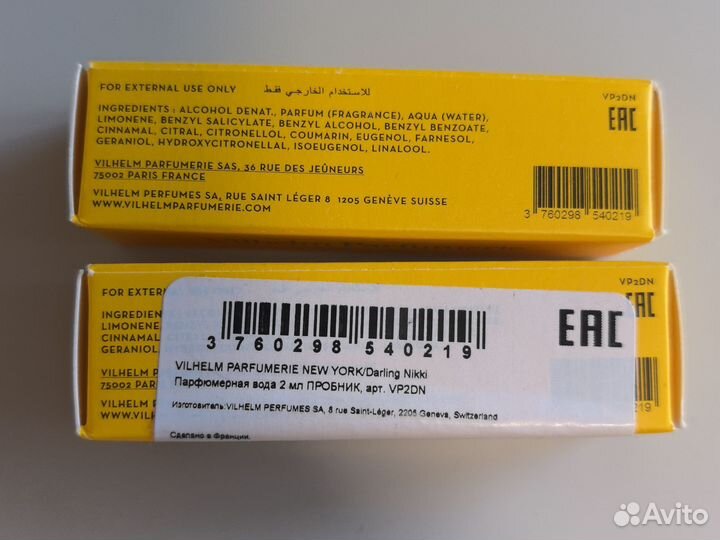 FOR EXTERNAL USE ONLY للاستخدام الخارجي فقط
VP2DN
EAC
INGREDIENTS : ALCOHOL DENAT., PARFUM (FRAGRANCE), AQUA (WATER),
LIMONENE, BENZYL SALICYLATE, BENZYL ALCOHOL, BENZYL BENZOATE,
CINNAMAL, CITRAL, CITRONELLOL, COUMARIN, EUGENOL, FARNESOL,
GERANIOL, HYDROXYCITRONELLAL, ISOEUGENOL, LINALOOL.
VILHELM PARFUMERIE SAS, 36 RUE DES JEÛNEURS
75002 PARIS FRANCE
VILHELM PERFUMES SA, RUE SAINT LÉGER 8 1205 GENÊVE SUISSE
WWW.VILHELMPARFUMERIE.COM
3 760298 540219
FOR EXTERNAL
VP2DN
EAC
INGREDIEN
LIMONENE
CINNAMAL
GERANIOL
VILHELM P
75002 PARIS
3 760298 540219
EAC
VILHELM PARFUMERIE NEW YORK/Darling Nikki
Парфюмерная вода 2 мл ПРОБНИК, арт. VP2DN
Изготовитель:VILHELM PERFUMES SA, 8 rue Saint-Léger, 2206 Geneva, Switzerland
Сделано в Франции.
0219
Avito